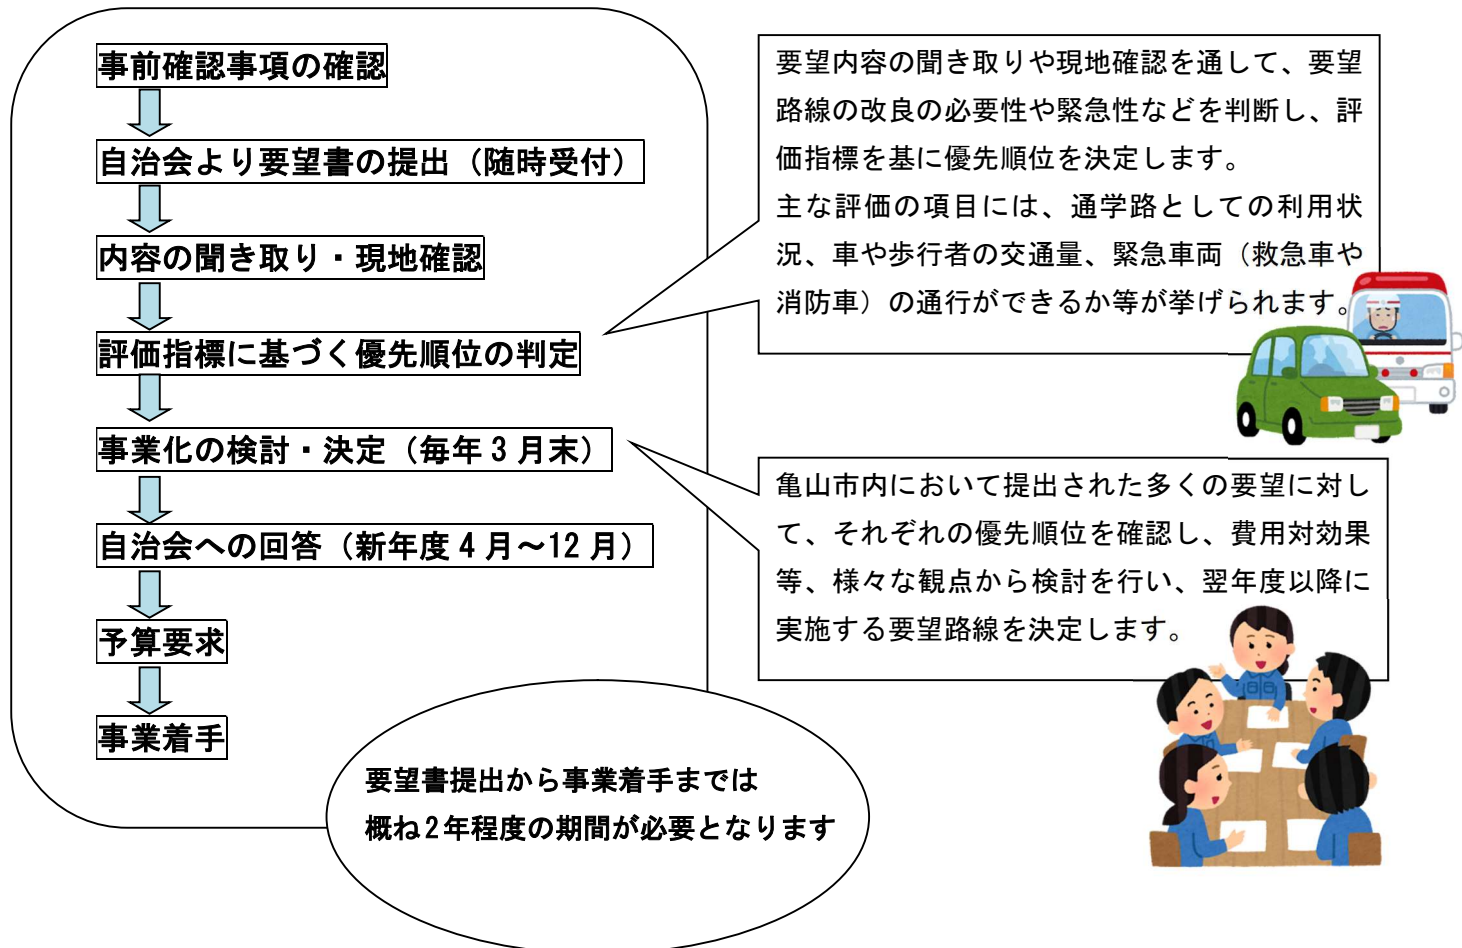 事前確認事項の確認
自治会より要望書の提出（随時受付）
内容の聞き取り・現地確認
評価指標に基づく優先順位の判定
事業化の検討・決定（毎年３月末）
自治会への回答（新年度４月～12月）
予算要求
事業着手
要望書提出から事業着手までは
概ね2年程度の期間が必要となります
要望内容の聞き取りや現地確認を通して、要望
路線の改良の必要性や緊急性などを判断し、評
価指標を基に優先順位を決定します。
主な評価の項目には、通学路としての利用状
況、車や歩行者の交通量、緊急車両（救急車や
消防車）の通行ができるか等が挙げられます。
亀山市内において提出された多くの要望に対し
て、それぞれの優先順位を確認し、費用対効果
等、様々な観点から検討を行い、翌年度以降に
実施する要望路線を決定します。